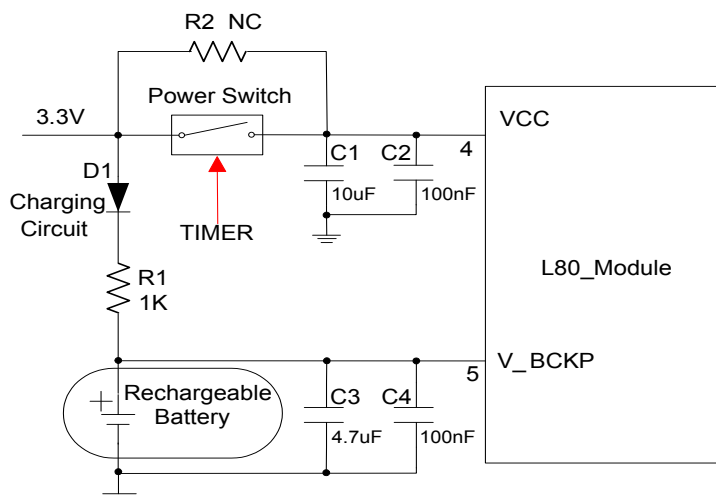 R2 NC
Power Switch
3.3V
VCC
4
D1
C1
C2
10uF
100nF
Charging
Circuit
TIMER
L80_Module
R1
1K
V_BCKP
5
Rechargeable
Battery
+
C3
C4
4.7uF
100nF